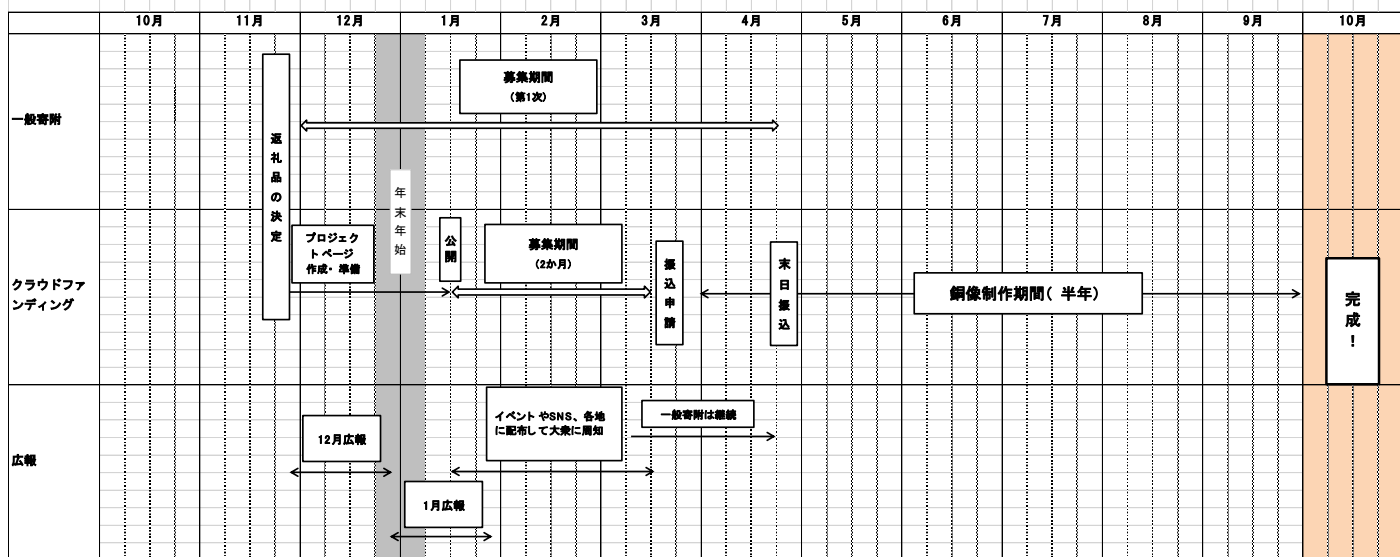 10月
11月
12月
1月
2月
3月
4月
5月
6月
7月
8月
9月
10月
一般寄附
返礼品の決定
募集期間
(第1次)
年末年始
クラウドファ
ンディング
プロジェク
トページ
作成・準備
公開
募集期間
(2か月)
振込申請
末日振込
銅像制作期間( 半年)
完成!
広報
12月広報
1月広報
イベントやSNS、各地
に配布して大衆に周知
一般寄附は継続